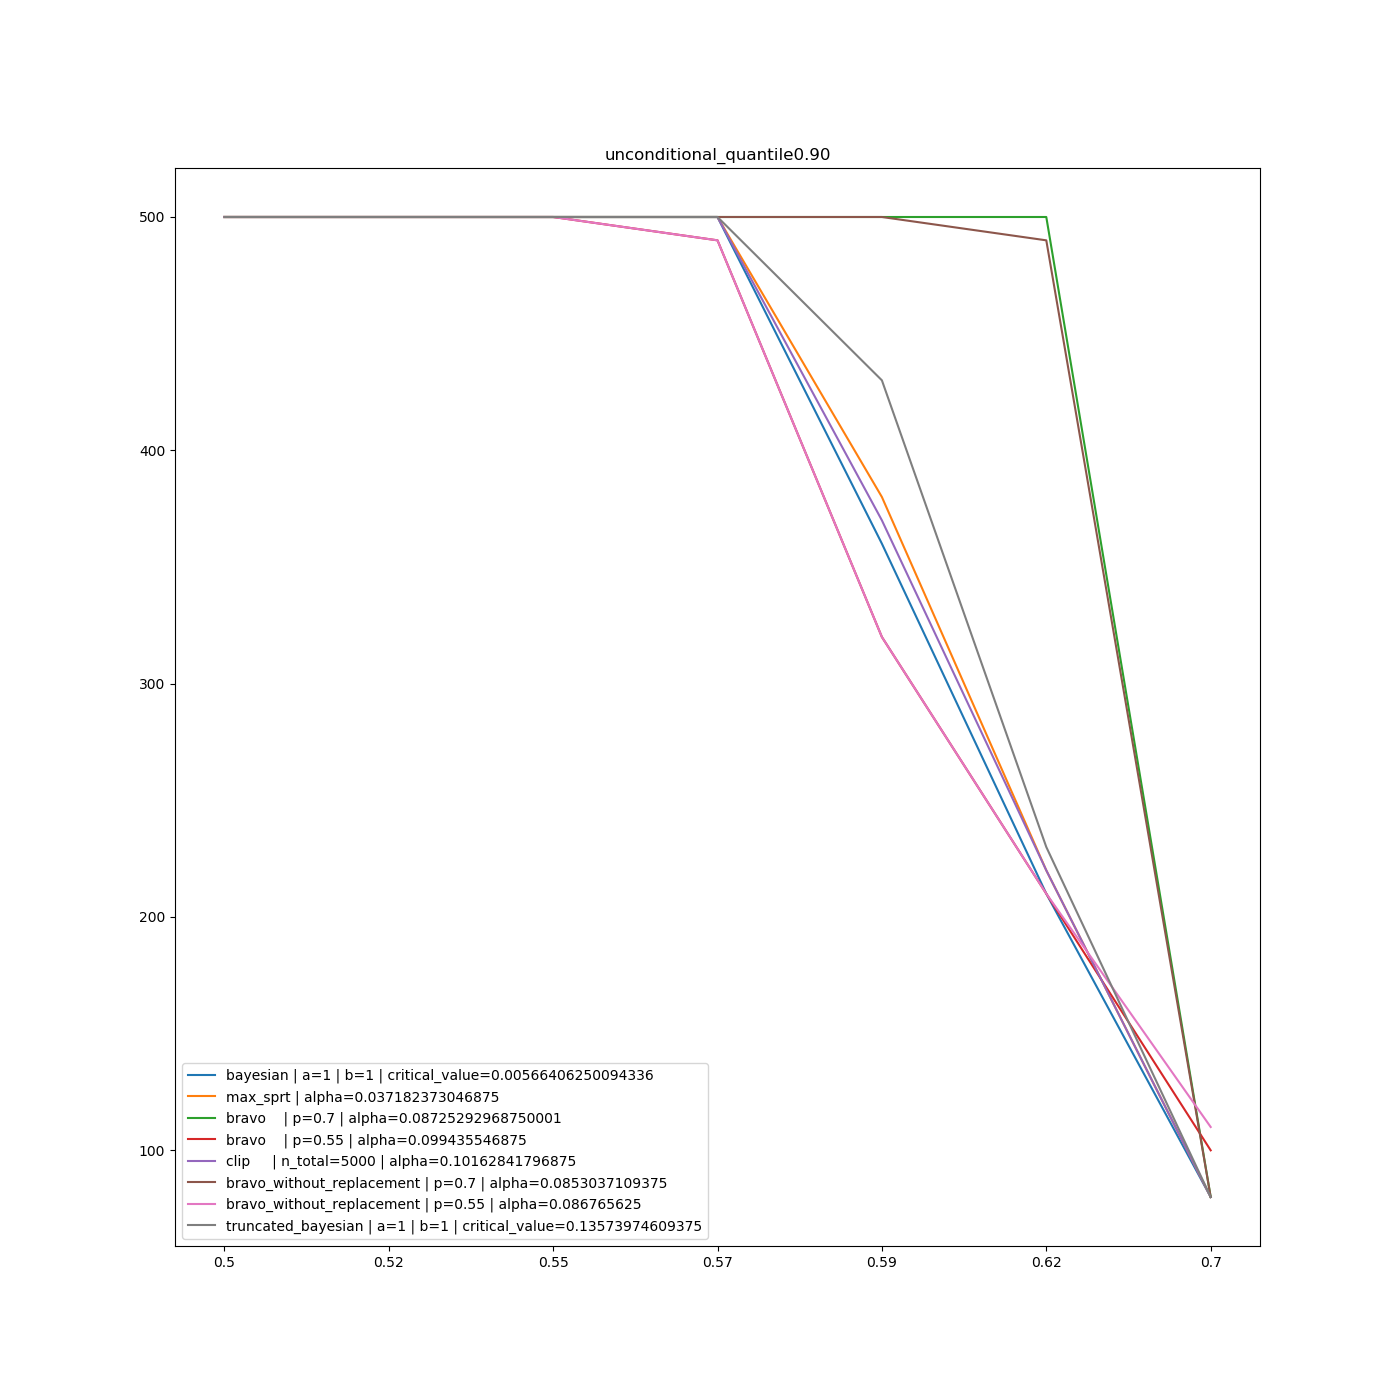 unconditional_quantile0.90
500
400
300
200
100
bayesian | a=1 | b=1 | critical_value=0.00566406250094336
max_sprt | alpha=0.037182373046875
bravo    | p=0.7 | alpha=0.08725292968750001
bravo    | p=0.55 | alpha=0.099435546875
clip     | n_total=5000 | alpha=0.10162841796875
bravo_without_replacement | p=0.7 | alpha=0.0853037109375
bravo_without_replacement | p=0.55 | alpha=0.086765625
truncated_bayesian | a=1 | b=1 | critical_value=0.13573974609375
0.5 0.52 0.55 0.57 0.59 0.62 0.7